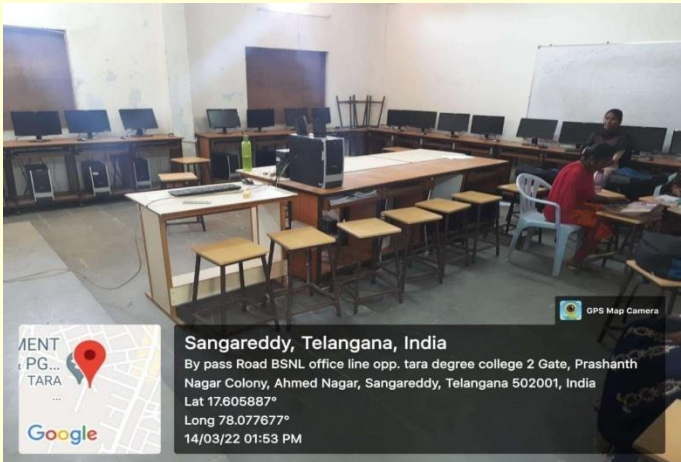 GPS Map Camera
Sangareddy, Telangana, India
By pass Road BSNL office line opp. tara degree college 2 Gate, Prashanth
Nagar Colony, Ahmed Nagar, Sangareddy, Telangana 502001, India
Lat 17.605887°
Long 78.077677°
14/03/22 01:53 PM
MENT
PG...
TARA
...
Google